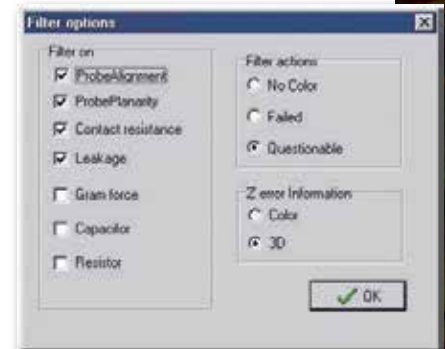 Filter options
Filter on
ProbeAlignment
ProbePlanarity
Contact resistance
Leakage
Gram force
Capacitor
Resistor
Filter actions
No Color
Failed
Questionable
Z error Information
Color
3D
OK